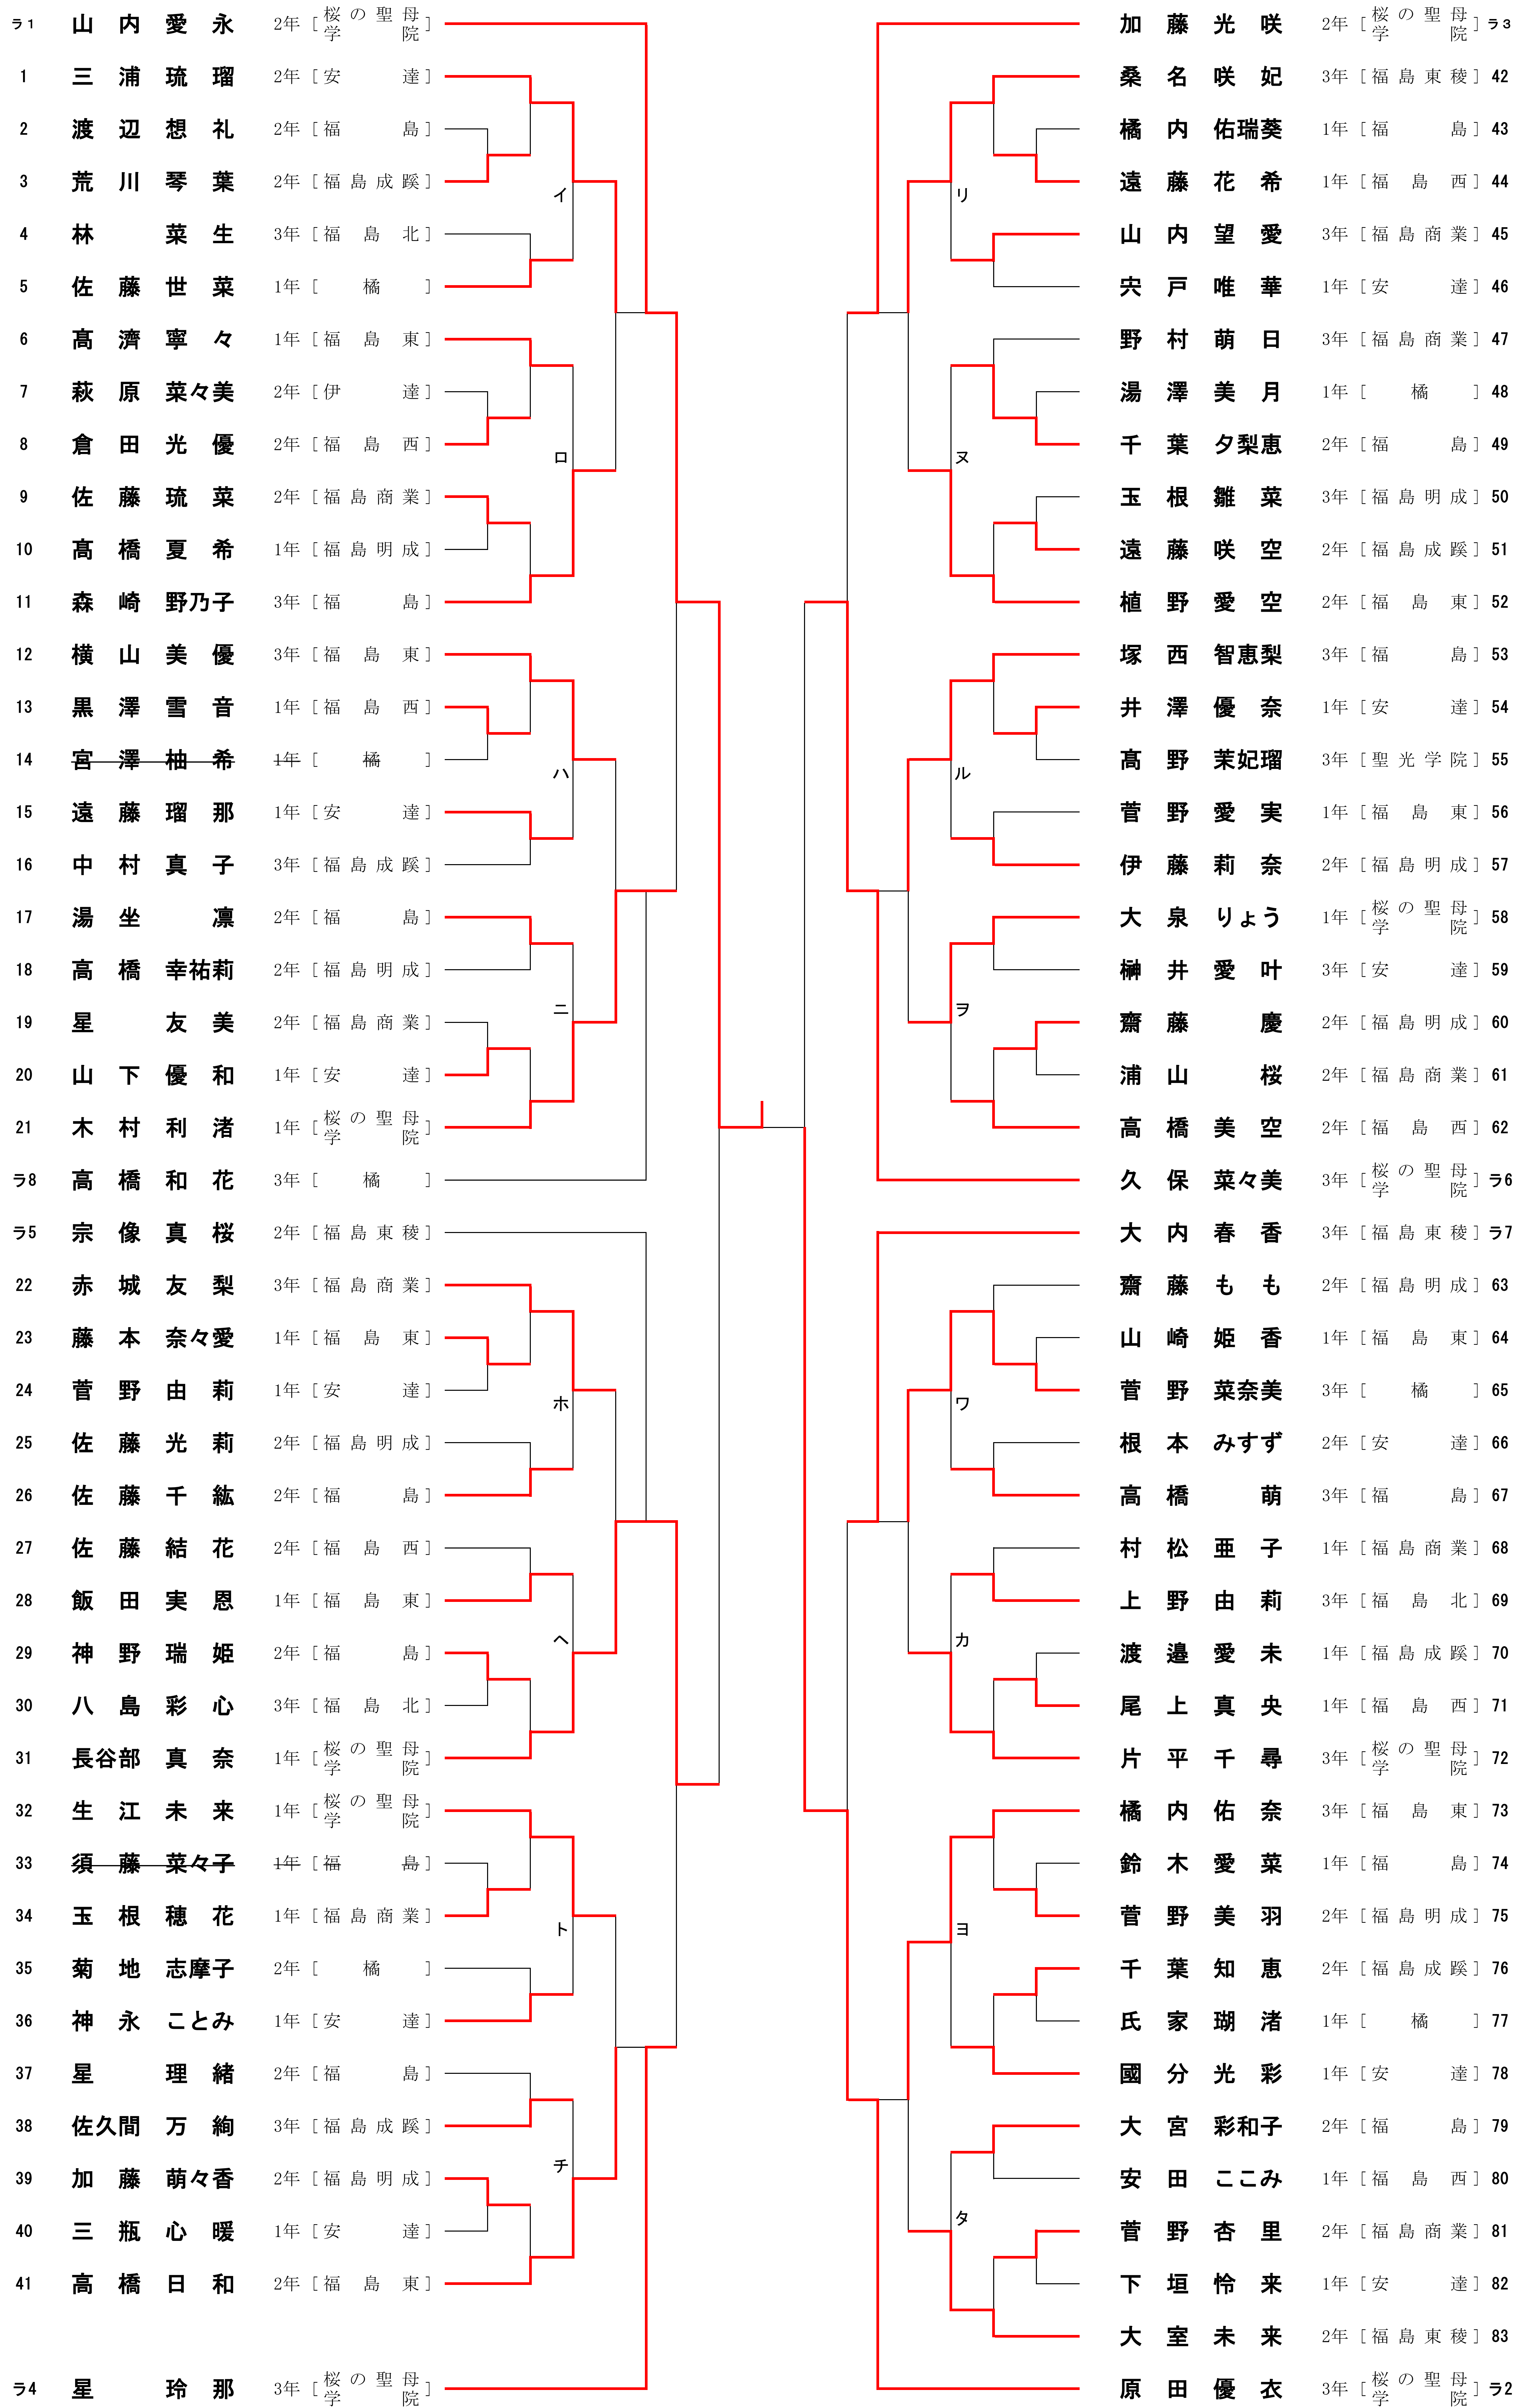 ラ1 山内愛永 2年［桜の聖母学院］
1 三浦琉瑠 2年［安達］
2 渡辺想礼 2年［福島］
3 荒川琴葉 2年［福島成蹊］
イ
4 林菜生 3年［福島北］
5 佐藤世菜 1年［橘］
6 髙濟寧々 1年［福島東］
7 萩原菜々美 2年［伊達］
8 倉田光優 2年［福島西］
ロ
9 佐藤琉菜 2年［福島商業］
10 髙橋夏希 1年［福島明成］
11 森崎野乃子 3年［福島］
12 横山美優 3年［福島東］
13 黒澤雪音 1年［福島西］
14 宮澤柚希 1年［橘］
ハ
15 遠藤瑠那 1年［安達］
16 中村真子 3年［福島成蹊］
17 湯坐凛 2年［福島］
18 高橋幸祐莉 2年［福島明成］
ニ
19 星友美 2年［福島商業］
20 山下優和 1年［安達］
21 木村利渚 1年［桜の聖母学院］
ラ8 高橋和花 3年［橘］
ラ5 宗像真桜 2年［福島東稜］
22 赤城友梨 3年［福島商業］
23 藤本奈々愛 1年［福島東］
24 菅野由莉 1年［安達］
ホ
25 佐藤光莉 2年［福島明成］
26 佐藤千紘 2年［福島］
27 佐藤結花 2年［福島西］
28 飯田実恩 1年［福島東］
ヘ
29 神野瑞姫 2年［福島］
30 八島彩心 3年［福島北］
31 長谷部真奈 1年［桜の聖母学院］
32 生江未来 1年［桜の聖母学院］
33 須藤菜々子 1年［福島］
34 玉根穂花 1年［福島商業］
ト
35 菊地志摩子 2年［橘］
36 神永ことみ 1年［安達］
37 星理緒 2年［福島］
38 佐久間万絢 3年［福島成蹊］
チ
39 加藤萌々香 2年［福島明成］
40 三瓶心暖 1年［安達］
41 高橋日和 2年［福島東］
ラ4 星玲那 3年［桜の聖母学院］
加藤光咲 2年［桜の聖母学院］ラ3
桑名咲妃 3年［福島東稜］42
橘内佑瑞葵 1年［福島］43
遠藤花希 1年［福島西］44
リ
山内望愛 3年［福島商業］45
宍戸唯華 1年［安達］46
野村萌日 3年［福島商業］47
湯澤美月 1年［橘］48
千葉夕梨恵 2年［福島］49
ヌ
玉根雛菜 3年［福島明成］50
遠藤咲空 2年［福島成蹊］51
植野愛空 2年［福島東］52
塚西智恵梨 3年［福島］53
井澤優奈 1年［安達］54
髙野茉妃瑠 3年［聖光学院］55
ル
菅野愛実 1年［福島東］56
伊藤莉奈 2年［福島明成］57
大泉りょう 1年［桜の聖母学院］58
榊井愛叶 3年［安達］59
ヲ
齋藤慶 2年［福島明成］60
浦山桜 2年［福島商業］61
高橋美空 2年［福島西］62
久保菜々美 3年［桜の聖母学院］ラ6
大内春香 3年［福島東稜］ラ7
齋藤もも 2年［福島明成］63
山崎姫香 1年［福島東］64
菅野菜奈美 3年［橘］65
ワ
根本みすず 2年［安達］66
高橋萌 3年［福島］67
村松亜子 1年［福島商業］68
上野由莉 3年［福島北］69
カ
渡邉愛未 1年［福島成蹊］70
尾上真央 1年［福島西］71
片平千尋 3年［桜の聖母学院］72
橘内佑奈 3年［福島東］73
鈴木愛菜 1年［福島］74
菅野美羽 2年［福島明成］75
ヨ
千葉知恵 2年［福島成蹊］76
氏家瑚渚 1年［橘］77
國分光彩 1年［安達］78
大宮彩和子 2年［福島］79
安田ここみ 1年［福島西］80
タ
菅野杏里 2年［福島商業］81
下垣怜来 1年［安達］82
大室未来 2年［福島東稜］83
原田優衣 3年［桜の聖母学院］ラ2